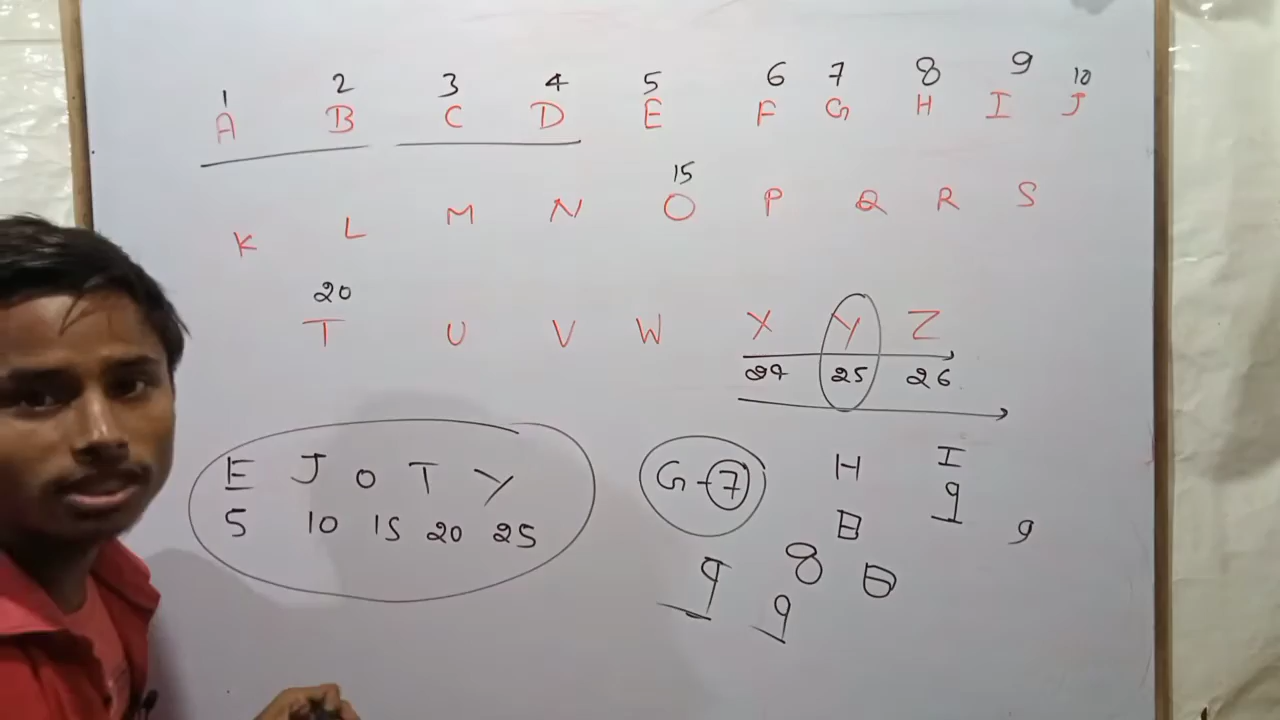 1 2 3 4 5 6 7 8 9 10
A B C D E F G H I J
15
K L M N O P Q R S
20
T U V W X Y Z
24 25 26
E J O T Y
5 10 15 20 25
G-7 H I
8 9
9
9 8 8
9